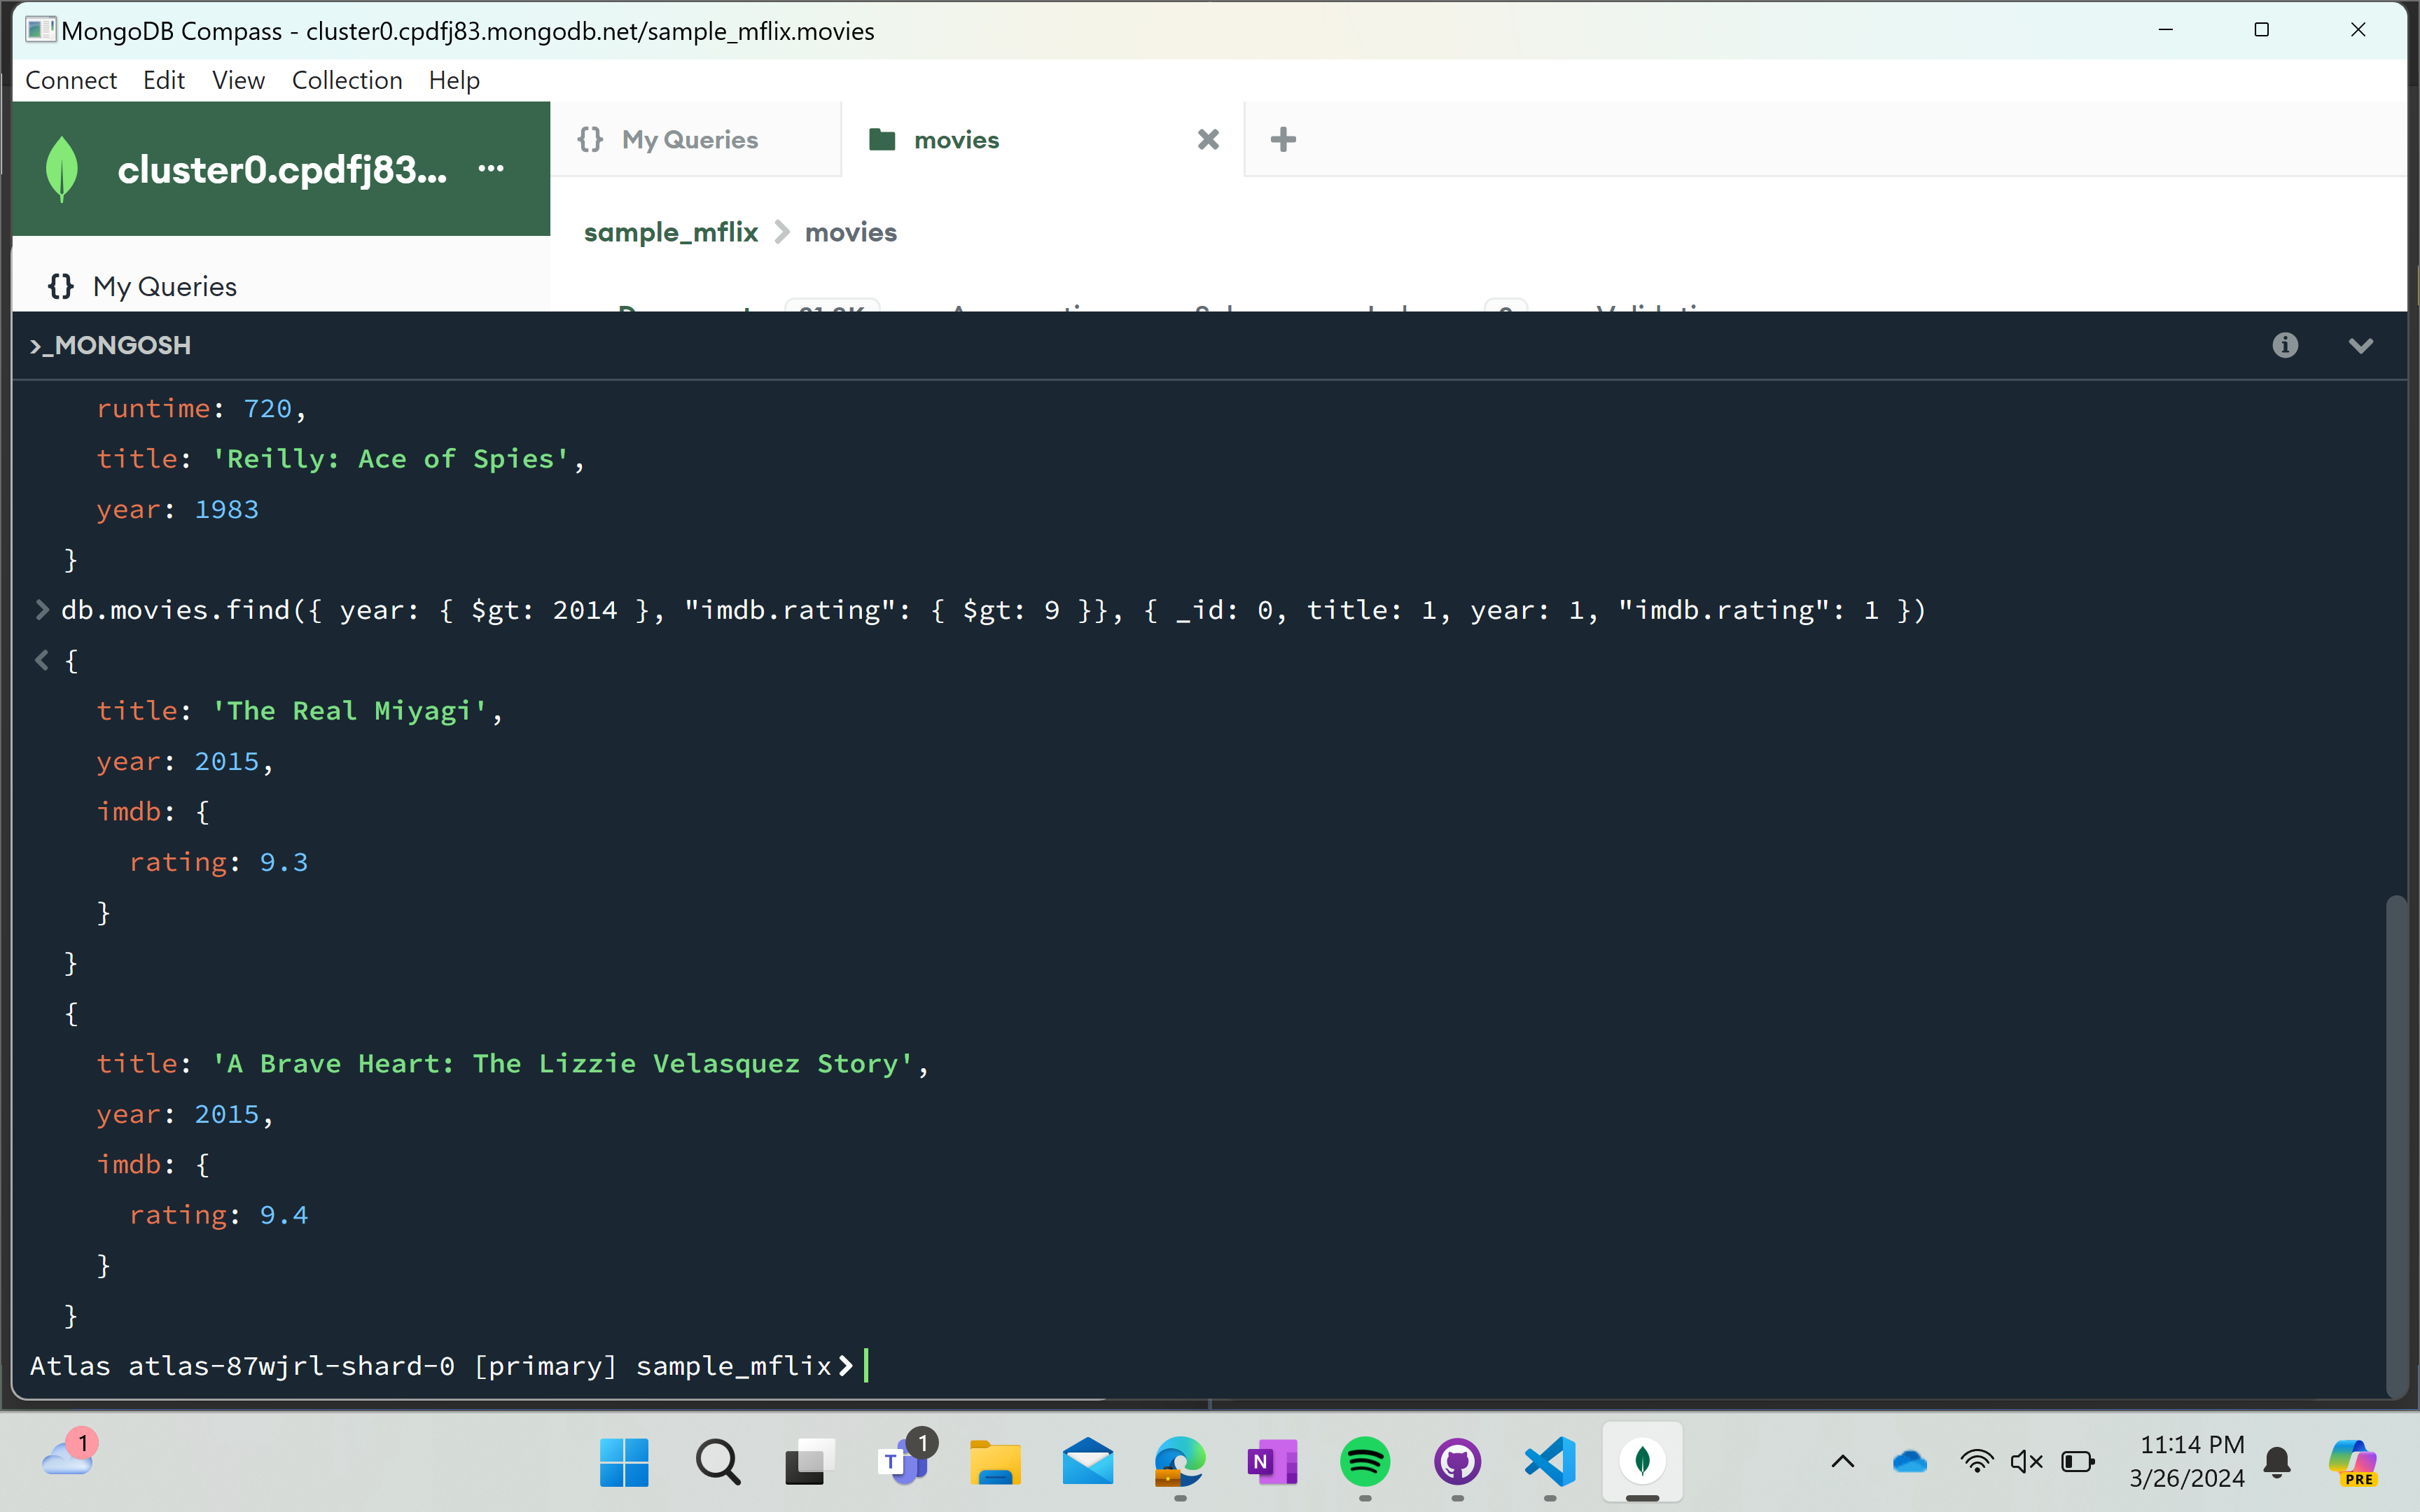 MongoDB Compass - cluster0.cpdfj83.mongodb.net/sample_mflix.movies
Connect Edit View Collection Help
cluster0.cpdfj83... ...
{} My Queries
movies
sample_mflix > movies
{} My Queries
>_MONGOSH
runtime: 720,
title: 'Reilly: Ace of Spies',
year: 1983
}
> db.movies.find({ year: { $gt: 2014 }, "imdb.rating": { $gt: 9 }}, { _id: 0, title: 1, year: 1, "imdb.rating": 1 })
< {
title: 'The Real Miyagi',
year: 2015,
imdb: {
rating: 9.3
}
}
{
title: 'A Brave Heart: The Lizzie Velasquez Story',
year: 2015,
imdb: {
rating: 9.4
}
}
Atlas atlas-87wjrl-shard-0 [primary] sample_mflix>
1
T 1
N
11:14 PM
3/26/2024
PRE